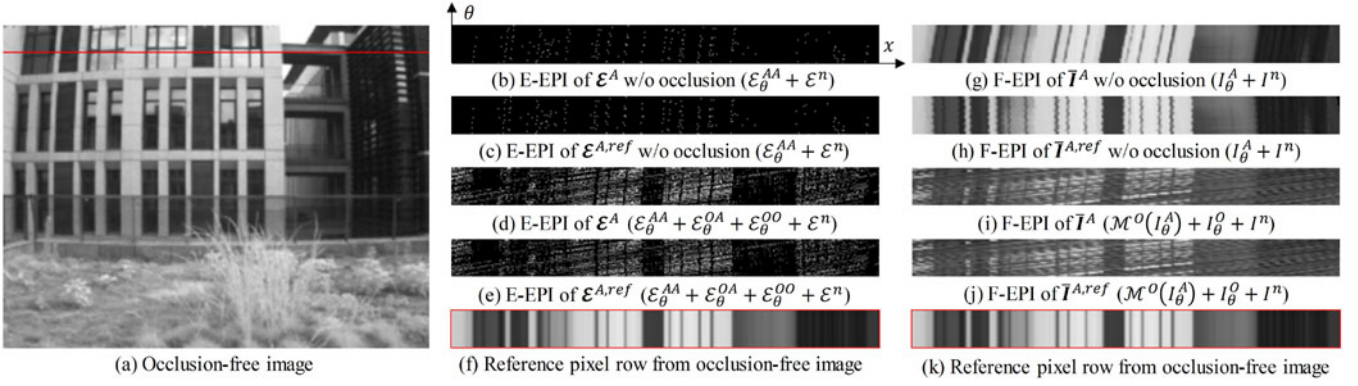 θ
x
(b) E-EPI of ℰ^A w/o occlusion (ℰ_θ^{AA} + ℰ^n)
(g) F-EPI of Ī^A w/o occlusion (I_θ^A + I^n)
(c) E-EPI of ℰ^{A,ref} w/o occlusion (ℰ_θ^{AA} + ℰ^n)
(h) F-EPI of Ī^{A,ref} w/o occlusion (I_θ^A + I^n)
(d) E-EPI of ℰ^A (ℰ_θ^{AA} + ℰ_θ^{OA} + ℰ_θ^{OO} + ℰ^n)
(i) F-EPI of Ī^A (ℳ^O(I_θ^A) + I_θ^O + I^n)
(e) E-EPI of ℰ^{A,ref} (ℰ_θ^{AA} + ℰ_θ^{OA} + ℰ_θ^{OO} + ℰ^n)
(j) F-EPI of Ī^{A,ref} (ℳ^O(I_θ^A) + I_θ^O + I^n)
(a) Occlusion-free image
(f) Reference pixel row from occlusion-free image
(k) Reference pixel row from occlusion-free image